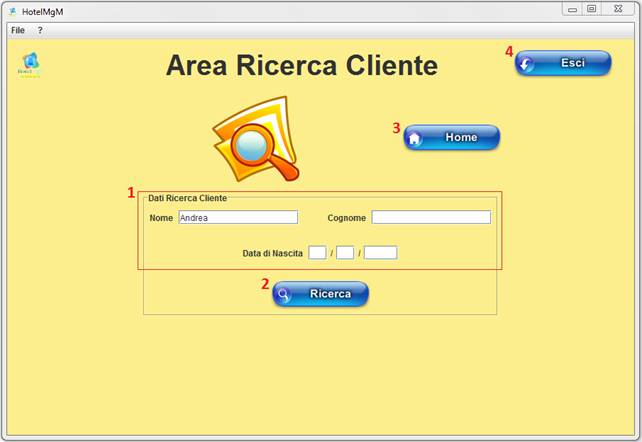 HotelMgM
File ?
Area Ricerca Cliente
4 Esci
3 Home
1
Dati Ricerca Cliente
Nome Andrea Cognome
Data di Nascita / /
2 Ricerca